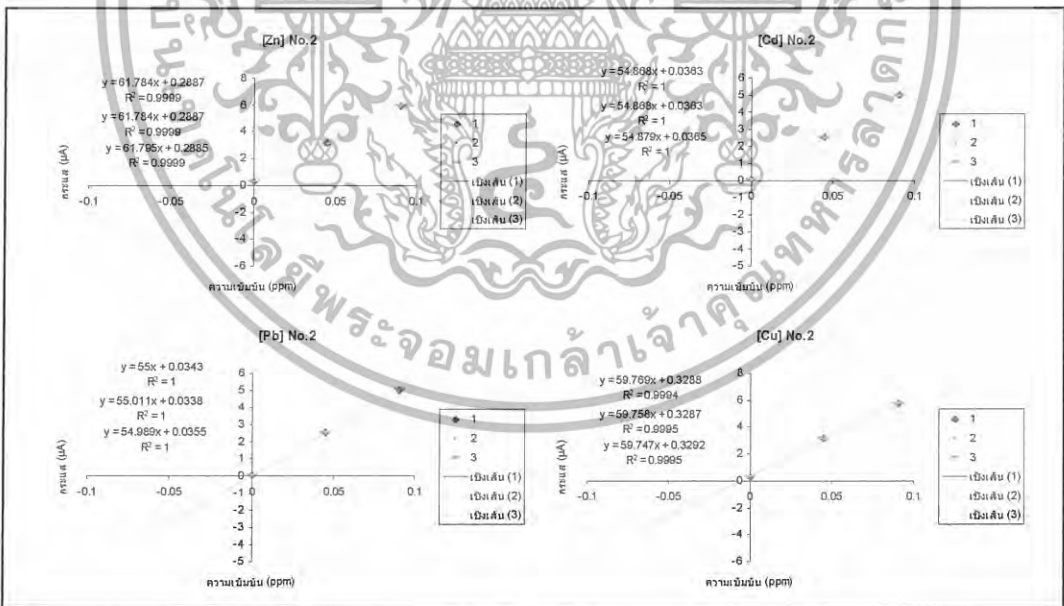 [Zn] No.2
y = 61.784x + 0.2887
R² = 0.9999
y = 61.784x + 0.2887
R² = 0.9999
y = 61.795x + 0.2885
R² = 0.9999
8
6
4
2
0
-2
-4
-6
-0.1
-0.05
0
0.05
0.1
กระแส (µA)
ความเข้มข้น (ppm)
1
2
3
เชิงเส้น (1)
เชิงเส้น (2)
เชิงเส้น (3)
[Cd] No.2
y = 54.868x + 0.0363
R² = 1
y = 54.868x + 0.0363
R² = 1
y = 54.879x + 0.0365
R² = 1
6
5
4
3
2
1
0
-1
-2
-3
-4
-5
-0.1
-0.05
0
0.05
0.1
กระแส (µA)
ความเข้มข้น (ppm)
1
2
3
เชิงเส้น (1)
เชิงเส้น (2)
เชิงเส้น (3)
[Pb] No.2
y = 55x + 0.0343
R² = 1
y = 55.011x + 0.0338
R² = 1
y = 54.989x + 0.0355
R² = 1
6
5
4
3
2
1
0
-1
-2
-3
-4
-5
-0.1
-0.05
0
0.05
0.1
กระแส (µA)
ความเข้มข้น (ppm)
1
2
3
เชิงเส้น (1)
เชิงเส้น (2)
เชิงเส้น (3)
[Cu] No.2
y = 59.769x + 0.3288
R² = 0.9994
y = 59.758x + 0.3287
R² = 0.9995
y = 59.747x + 0.3292
R² = 0.9995
8
6
4
2
0
-2
-4
-6
-0.1
-0.05
0
0.05
0.1
กระแส (µA)
ความเข้มข้น (ppm)
1
2
3
เชิงเส้น (1)
เชิงเส้น (2)
เชิงเส้น (3)
พระจอมเกล้าเจ้าคุณทหารลาดก